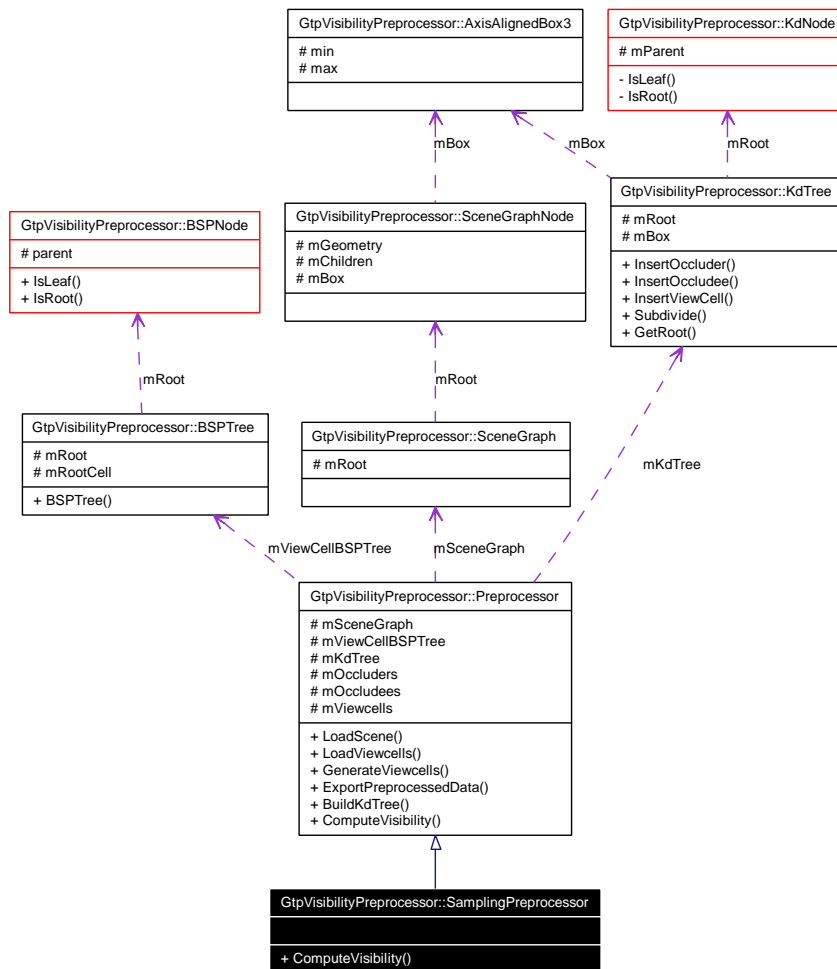 GtpVisibilityPreprocessor::AxisAlignedBox3
# min
# max
GtpVisibilityPreprocessor::KdNode
# mParent
- IsLeaf()
- IsRoot()
mBox
mBox
mRoot
GtpVisibilityPreprocessor::KdTree
# mRoot
# mBox
+ InsertOccluder()
+ InsertOccludee()
+ InsertViewCell()
+ Subdivide()
+ GetRoot()
GtpVisibilityPreprocessor::SceneGraphNode
# mGeometry
# mChildren
# mBox
GtpVisibilityPreprocessor::BSPNode
# parent
+ IsLeaf()
+ IsRoot()
mRoot
mRoot
GtpVisibilityPreprocessor::BSPTree
# mRoot
# mRootCell
+ BSPTree()
GtpVisibilityPreprocessor::SceneGraph
# mRoot
mKdTree
mViewCellBSPTree
mSceneGraph
GtpVisibilityPreprocessor::Preprocessor
# mSceneGraph
# mViewCellBSPTree
# mKdTree
# mOccluders
# mOccludees
# mViewcells
+ LoadScene()
+ LoadViewcells()
+ GenerateViewcells()
+ ExportPreprocessedData()
+ BuildKdTree()
+ ComputeVisibility()
GtpVisibilityPreprocessor::SamplingPreprocessor
+ ComputeVisibility()